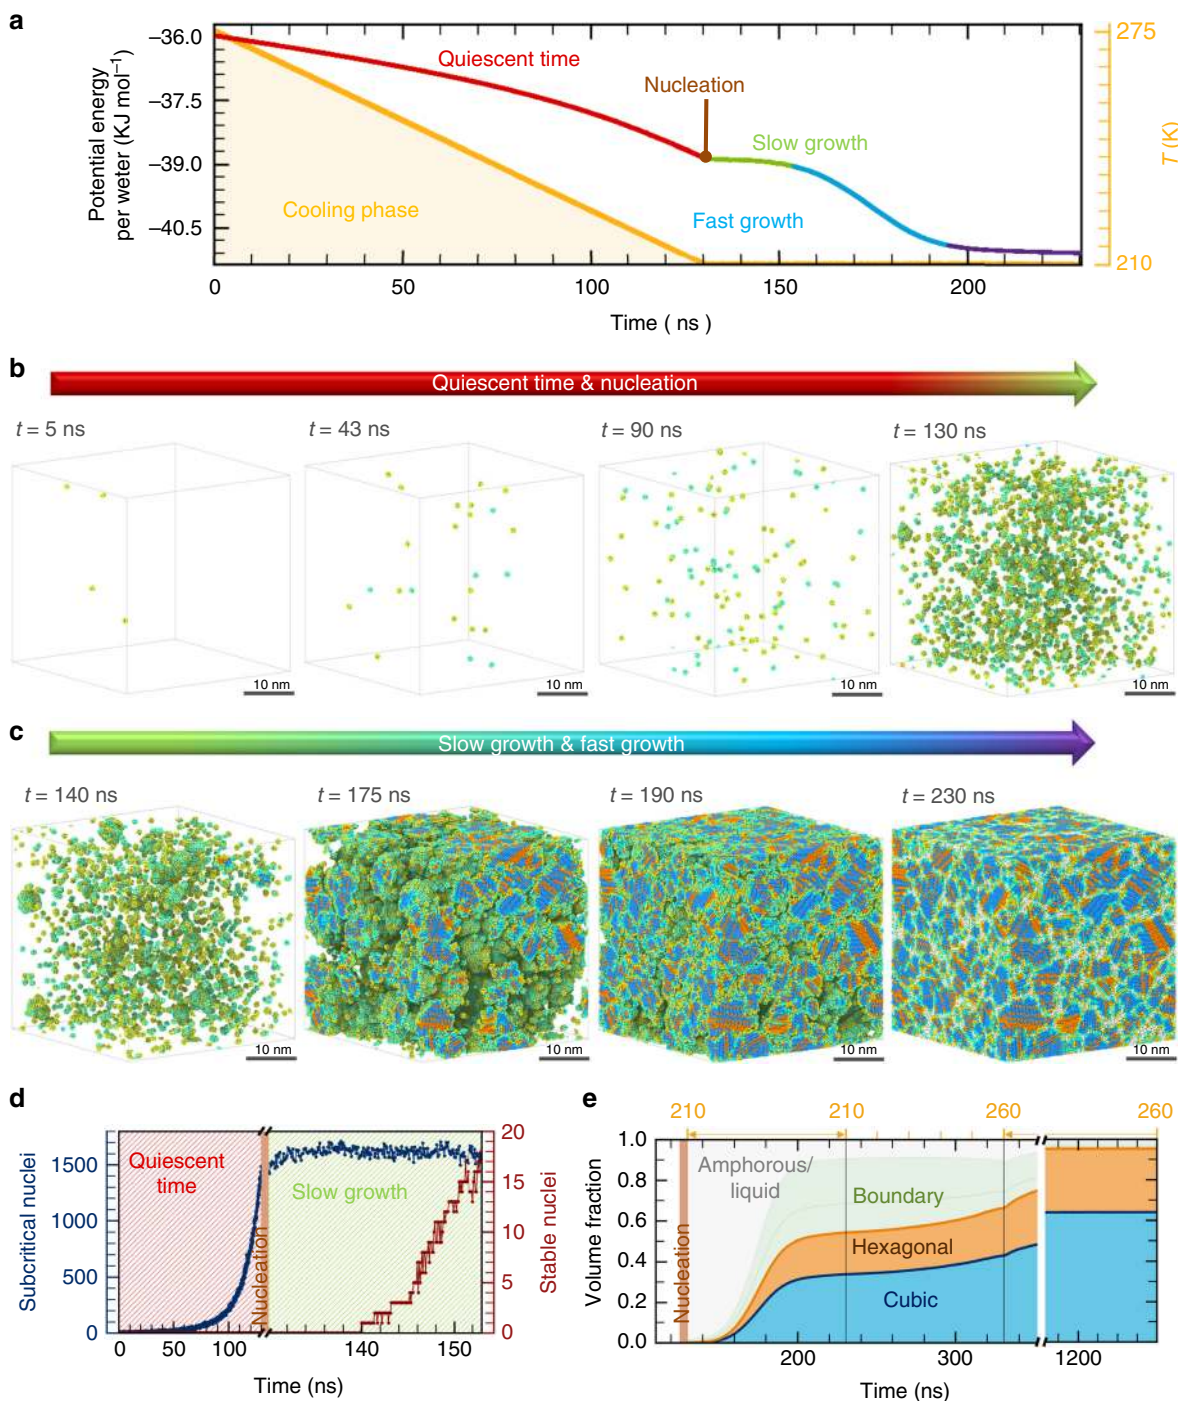 a
Potential energy
per weter (KJ mol⁻¹)
–36.0
–37.5
–39.0
–40.5
Quiescent time
Nucleation
Slow growth
Cooling phase
Fast growth
275
T (K)
210
0
50
100
150
200
Time ( ns )
b
Quiescent time & nucleation
t = 5 ns
t = 43 ns
t = 90 ns
t = 130 ns
10 nm
10 nm
10 nm
10 nm
c
Slow growth & fast growth
t = 140 ns
t = 175 ns
t = 190 ns
t = 230 ns
10 nm
10 nm
10 nm
10 nm
d
Subcritical nuclei
1500
1000
500
0
Quiescent
time
Nucleation
Slow growth
20
15
10
5
0
Stable nuclei
0
50
100
140
150
Time (ns)
e
210
210
260
260
Volume fraction
1.0
0.8
0.6
0.4
0.2
0.0
Nucleation
Amphorous/
liquid
Boundary
Hexagonal
Cubic
200
300
1200
Time (ns)